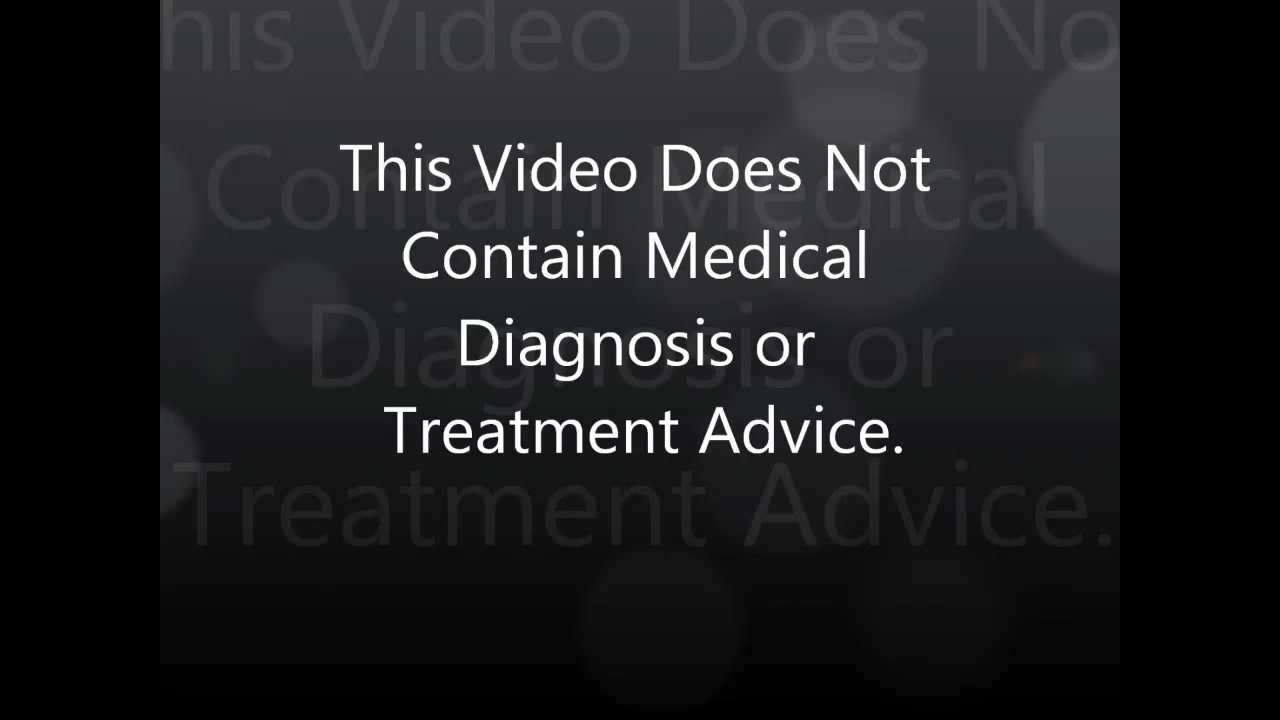 This Video Does Not
Contain Medical
Diagnosis or
Treatment Advice.